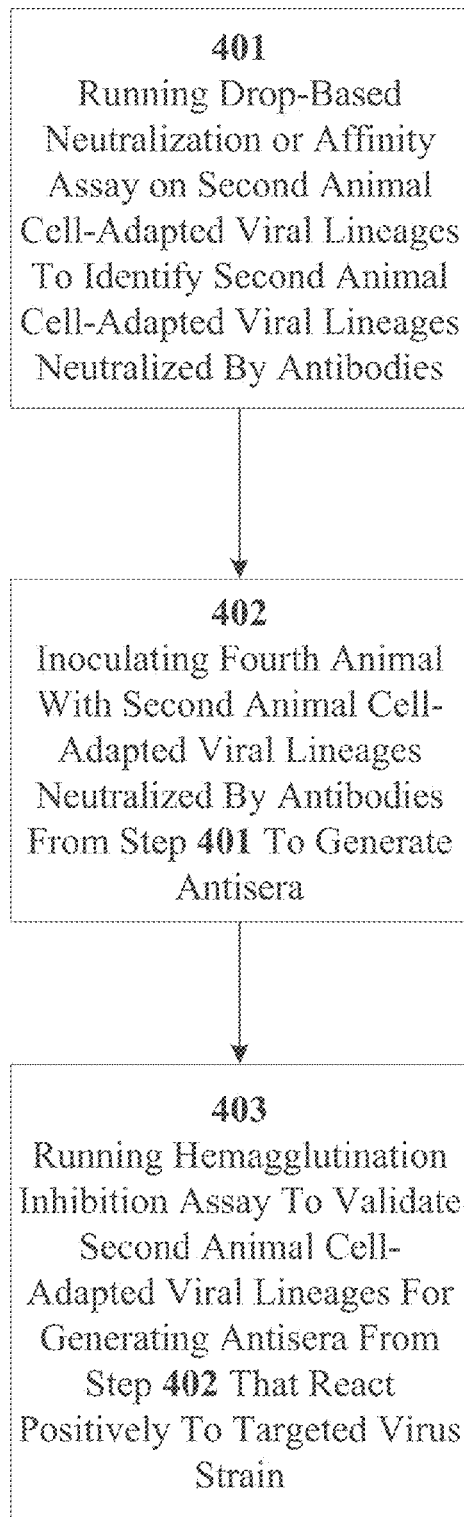 401
Running Drop-Based
Neutralization or Affinity
Assay on Second Animal
Cell-Adapted Viral Lineages
To Identify Second Animal
Cell-Adapted Viral Lineages
Neutralized By Antibodies
402
Inoculating Fourth Animal
With Second Animal Cell-
Adapted Viral Lineages
Neutralized By Antibodies
From Step 401 To Generate
Antisera
403
Running Hemagglutination
Inhibition Assay To Validate
Second Animal Cell-
Adapted Viral Lineages For
Generating Antisera From
Step 402 That React
Positively To Targeted Virus
Strain